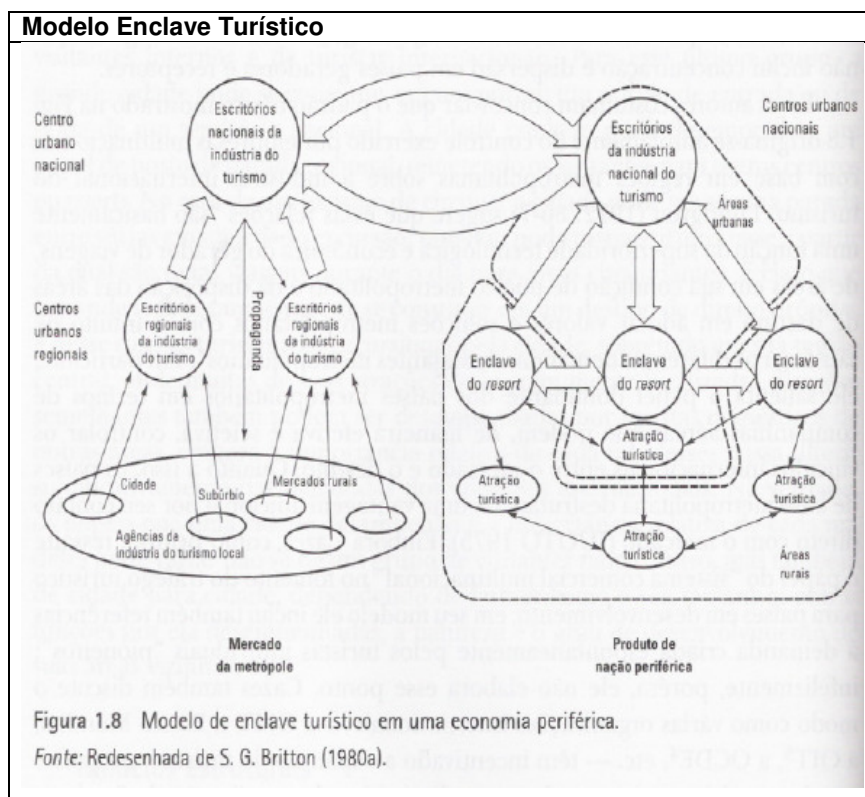 Modelo Enclave Turístico
Centro
urbano
nacional
Escritórios
nacionais da
indústria do
turismo
Escritórios
da indústria
nacional do
turismo
Centros urbanos
nacionais
Áreas
urbanas
Centros
urbanos
regionais
Escritórios
regionais
da indústria
do turismo
Propaganda
Escritórios
regionais
da indústria
do turismo
Enclave
do resort
Enclave
do resort
Enclave
do resort
Atração
turística
Cidade
Subúrbio
Mercados rurais
Agências da
indústria do turismo local
Atração
turística
Atração
turística
Atração
turística
Áreas
rurais
Mercado
da metrópole
Produto da
nação periférica
Figura 1.8 Modelo de enclave turístico em uma economia periférica.
Fonte: Redesenhada de S. G. Britton (1980a).